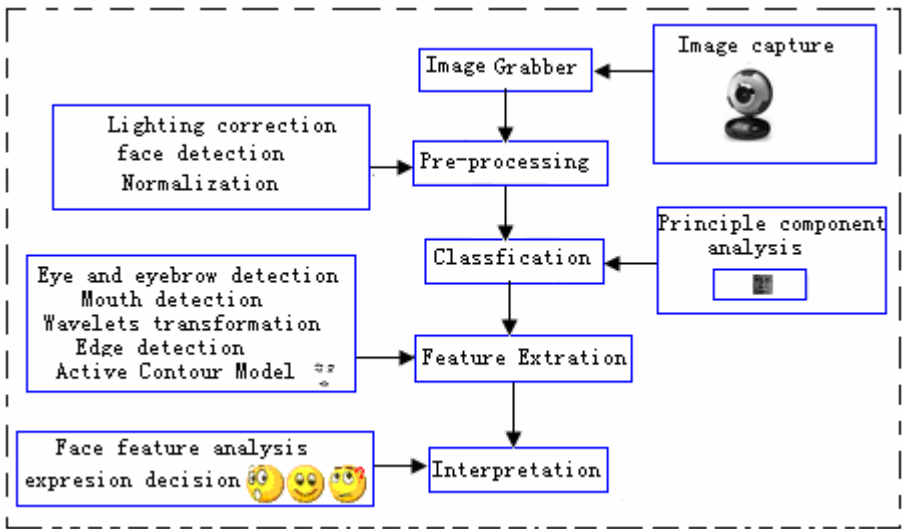 Image Grabber
Image capture
Lighting correction
face detection
Normalization
Pre-processing
Principle component
analysis
Classfication
Eye and eyebrow detection
Mouth detection
Wavelets transformation
Edge detection
Active Contour Model
Feature Extration
Face feature analysis
expresion decision
Interpretation